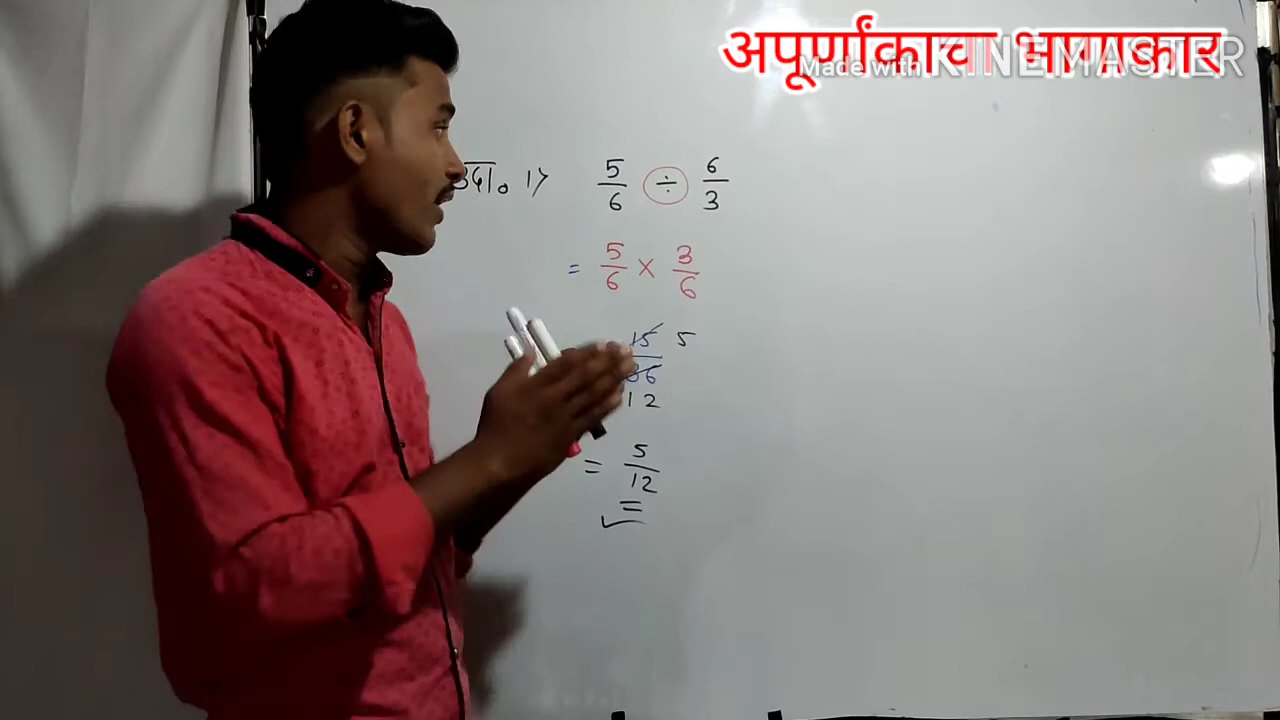 अपूर्णांकाचा भागाकार
Made with KINEMASTER
उदा० 1) 5/6 ÷ 6/3
= 5/6 × 3/6
15/36 5
12
= 5/12